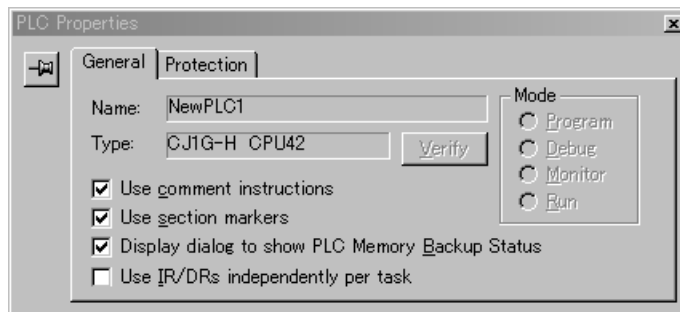 PLC Properties
General Protection
Name: NewPLC1
Type: CJ1G-H CPU42 Verify
Use comment instructions
Use section markers
Display dialog to show PLC Memory Backup Status
Use IR/DRs independently per task
Mode
Program
Debug
Monitor
Run